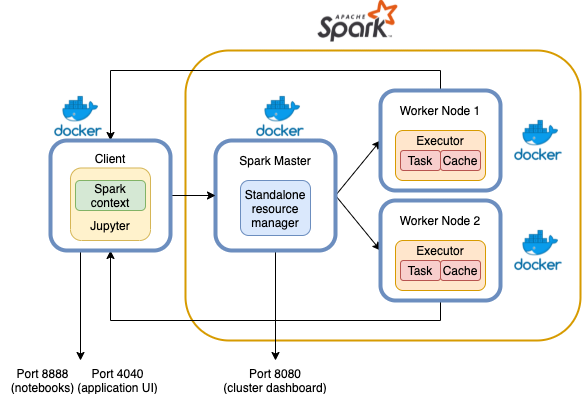 APACHE
Spark
docker
Client
Spark
context
Jupyter
docker
Spark Master
Standalone
resource
manager
Worker Node 1
Executor
Task Cache
docker
Worker Node 2
Executor
Task Cache
docker
Port 8888 Port 4040
(notebooks) (application UI)
Port 8080
(cluster dashboard)